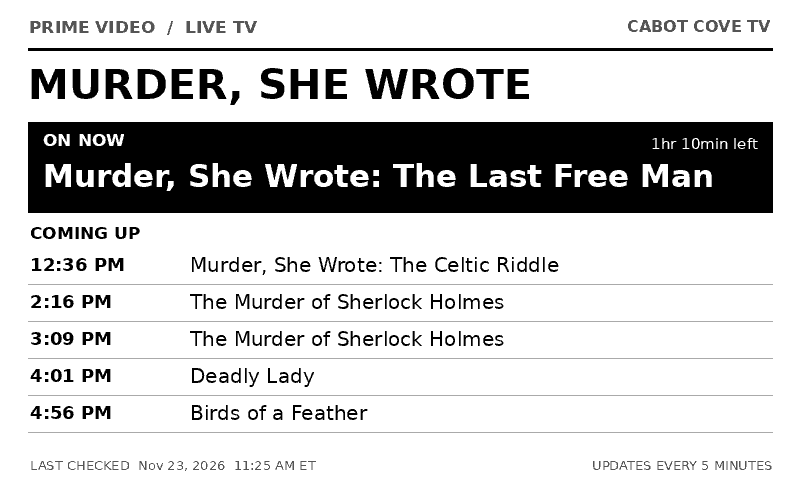 PRIME VIDEO / LIVE TV
CABOT COVE TV
MURDER, SHE WROTE
ON NOW
1hr 10min left
Murder, She Wrote: The Last Free Man
COMING UP
12:36 PM Murder, She Wrote: The Celtic Riddle
2:16 PM The Murder of Sherlock Holmes
3:09 PM The Murder of Sherlock Holmes
4:01 PM Deadly Lady
4:56 PM Birds of a Feather
LAST CHECKED Nov 23, 2026 11:25 AM ET
UPDATES EVERY 5 MINUTES